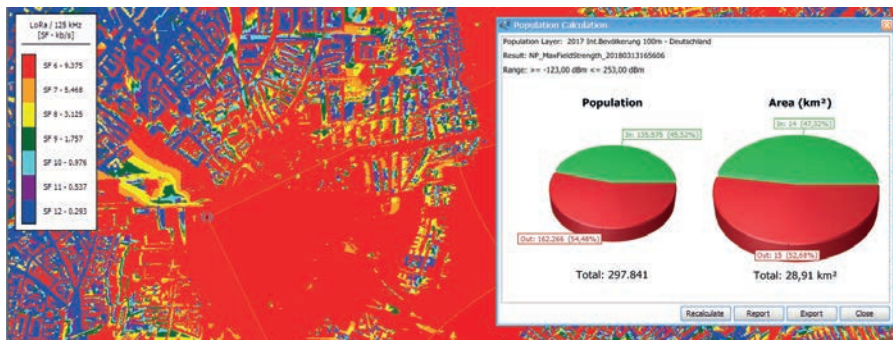 LoRa / 125 kHz
[SF - kb/s]
SF 6 - 9.375
SF 7 - 5.468
SF 8 - 3.125
SF 9 - 1.757
SF 10 - 0.976
SF 11 - 0.537
SF 12 - 0.293
Population Calculation
Population Layer: 2017 Int.Bevölkerung 100m - Deutschland
Result: NP_MaxFieldStrength_20180313165606
Range: >= -123,00 dBm <= 253,00 dBm
Population
Area (km²)
In: 135.575 (45,52%)
In: 14 (47,32%)
Out: 162.266 (54,48%)
Out: 15 (52,68%)
Total: 297.841
Total: 28,91 km²
Recalculate
Report
Export
Close